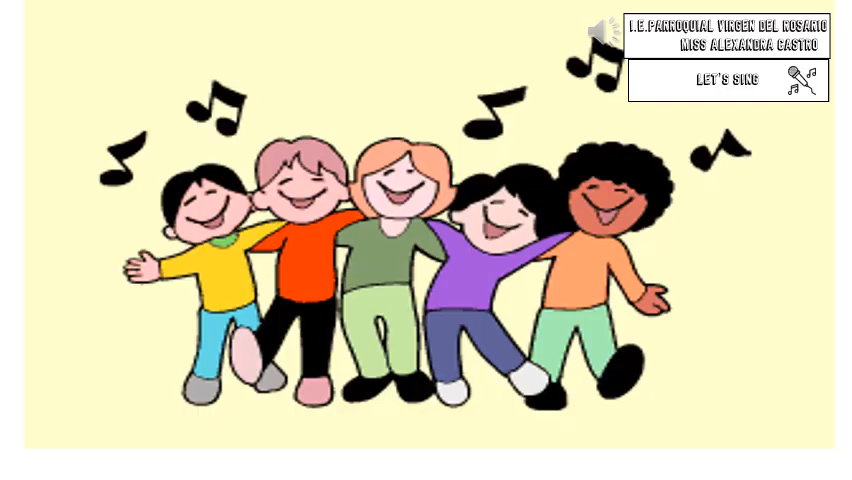 I.E.PARROQUIAL VIRGEN DEL ROSARIO
MISS ALEXANDRA CASTRO
LET'S SING